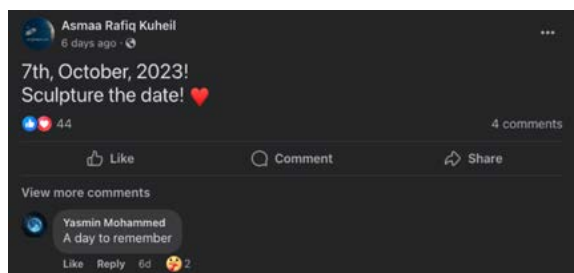 Asmaa Rafiq Kuheil
6 days ago ·
7th, October, 2023!
Sculpture the date! ❤️
44
4 comments
Like
Comment
Share
View more comments
Yasmin Mohammed
A day to remember
Like Reply 6d 2